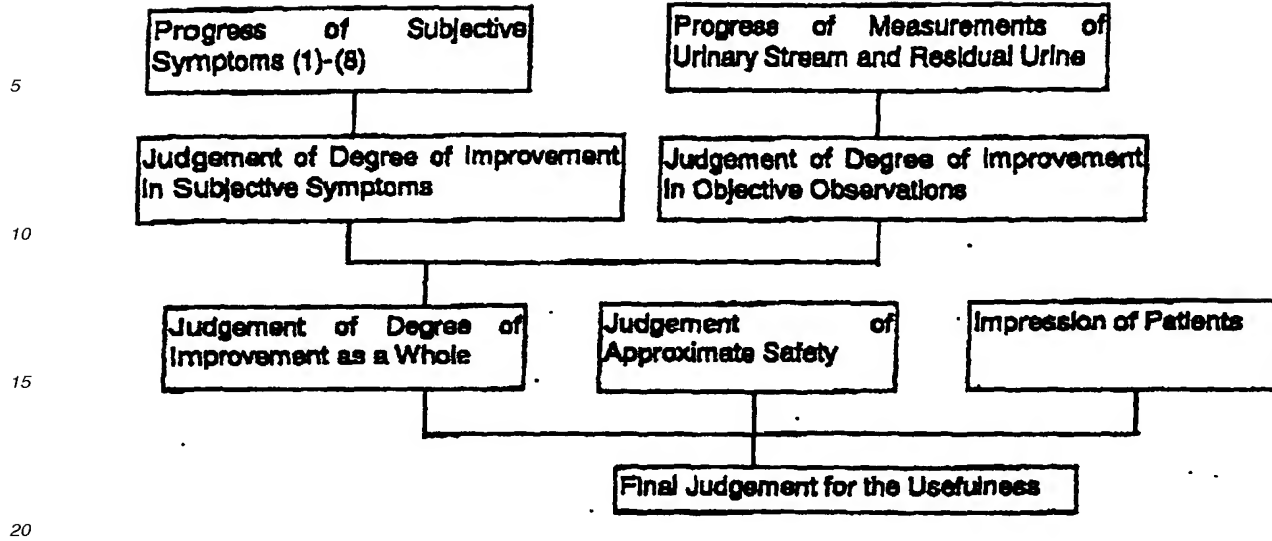 Progress of Subjective
Symptoms (1)-(8)
Progress of Measurements of
Urinary Stream and Residual Urine
5
Judgement of Degree of Improvement
in Subjective Symptoms
Judgement of Degree of Improvement
in Objective Observations
10
Judgement of Degree of
Improvement as a Whole
Judgement of
Approximate Safety
Impression of Patients
15
Final Judgement for the Usefulness
20